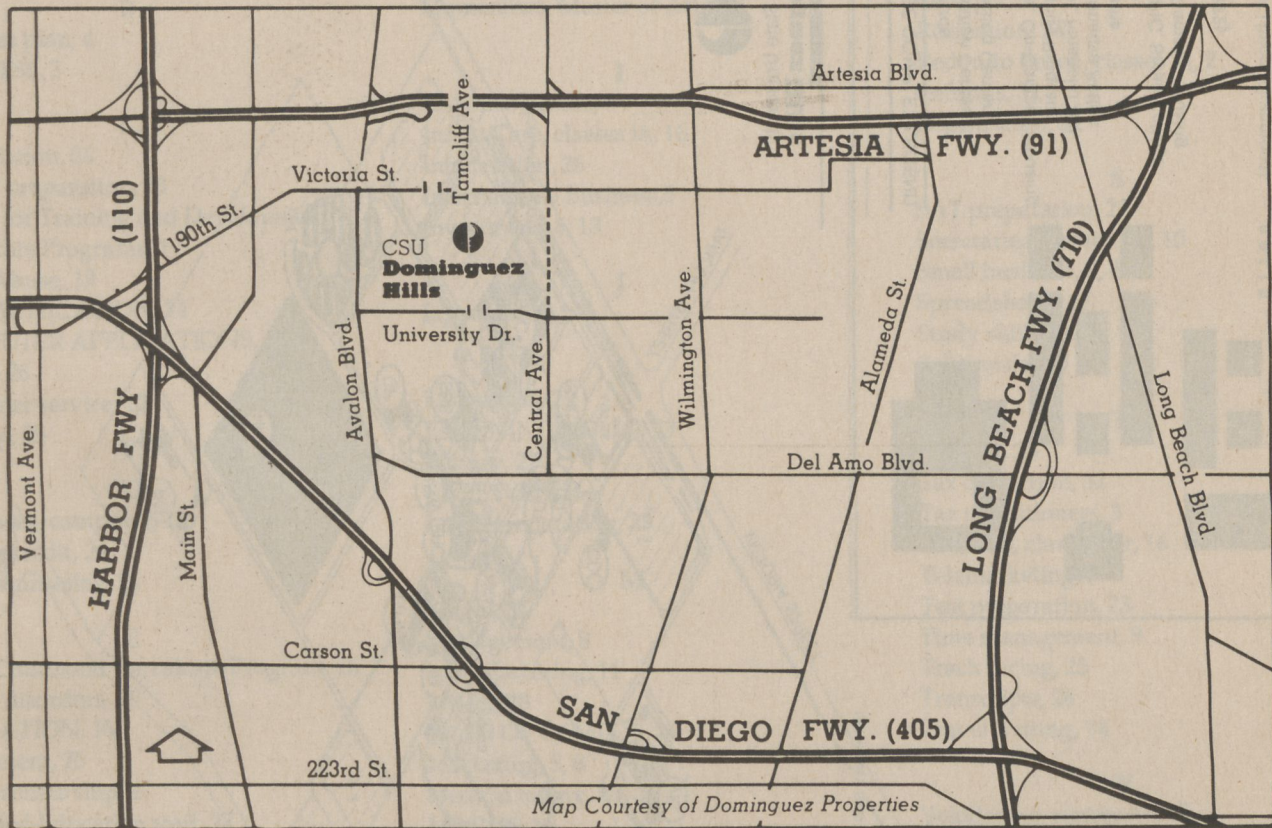 Artesia Blvd.
ARTESIA FWY. (91)
Tamcliff Ave.
Victoria St.
190th St.
(110)
CSU
Dominguez
Hills
University Dr.
Avalon Blvd.
Central Ave.
Wilmington Ave.
Alameda St.
LONG BEACH FWY. (710)
Long Beach Blvd.
Vermont Ave.
HARBOR FWY
Main St.
Del Amo Blvd.
Carson St.
SAN DIEGO FWY. (405)
223rd St.
Map Courtesy of Dominguez Properties